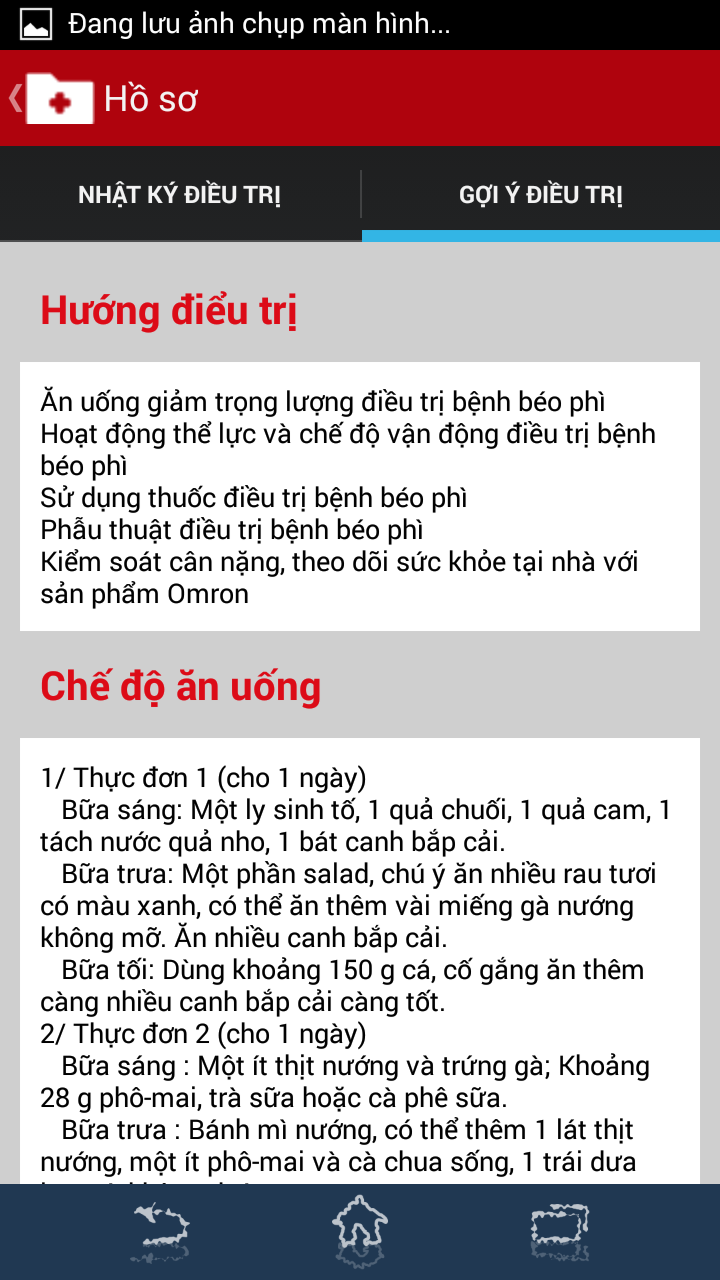 Đang lưu ảnh chụp màn hình...
Hồ sơ
NHẬT KÝ ĐIỀU TRỊ
GỢI Ý ĐIỀU TRỊ
Hướng điểu trị
Ăn uống giảm trọng lượng điều trị bệnh béo phì
Hoạt động thể lực và chế độ vận động điều trị bệnh
béo phì
Sử dụng thuốc điều trị bệnh béo phì
Phẫu thuật điều trị bệnh béo phì
Kiểm soát cân nặng, theo dõi sức khỏe tại nhà với
sản phẩm Omron
Chế độ ăn uống
1/ Thực đơn 1 (cho 1 ngày)
Bữa sáng: Một ly sinh tố, 1 quả chuối, 1 quả cam, 1
tách nước quả nho, 1 bát canh bắp cải.
Bữa trưa: Một phần salad, chú ý ăn nhiều rau tươi
có màu xanh, có thể ăn thêm vài miếng gà nướng
không mỡ. Ăn nhiều canh bắp cải.
Bữa tối: Dùng khoảng 150 g cá, cố gắng ăn thêm
càng nhiều canh bắp cải càng tốt.
2/ Thực đơn 2 (cho 1 ngày)
Bữa sáng : Một ít thịt nướng và trứng gà; Khoảng
28 g phô-mai, trà sữa hoặc cà phê sữa.
Bữa trưa : Bánh mì nướng, có thể thêm 1 lát thịt
nướng, một ít phô-mai và cà chua sống, 1 trái dưa